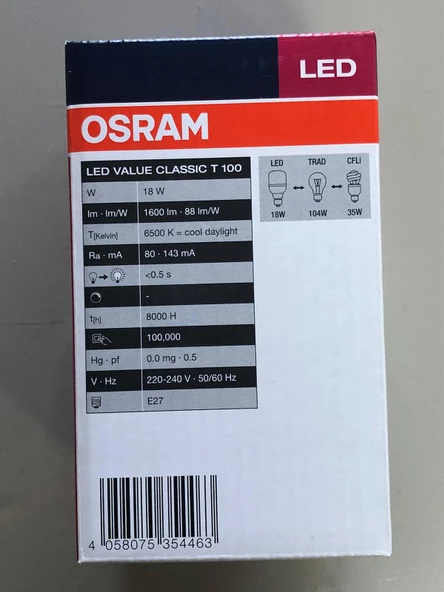 LED
OSRAM
LED VALUE CLASSIC T 100
W 18 W
lm · lm/W 1600 lm · 88 lm/W
T[Kelvin] 6500 K = cool daylight
Ra · mA 80 · 143 mA
<0.5 s
-
t[h] 8000 H
100,000
Hg · pf 0.0 mg · 0.5
V · Hz 220-240 V · 50/60 Hz
E27
LED TRAD CFLi
18W 104W 35W
4 058075 354463